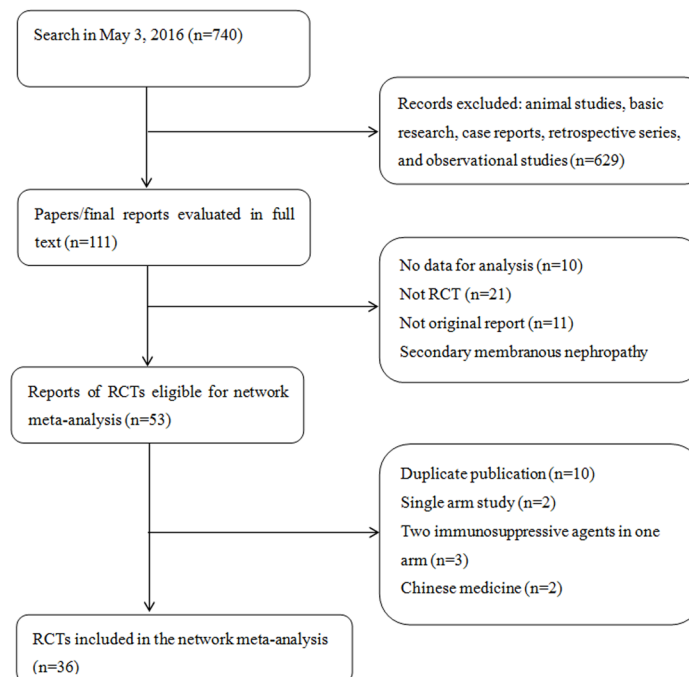 Search in May 3, 2016 (n=740)
Records excluded: animal studies, basic
research, case reports, retrospective series,
and observational studies (n=629)
Papers/final reports evaluated in full
text (n=111)
No data for analysis (n=10)
Not RCT (n=21)
Not original report (n=11)
Secondary membranous nephropathy
Reports of RCTs eligible for network
meta-analysis (n=53)
Duplicate publication (n=10)
Single arm study (n=2)
Two immunosuppressive agents in one
arm (n=3)
Chinese medicine (n=2)
RCTs included in the network meta-analysis
(n=36)